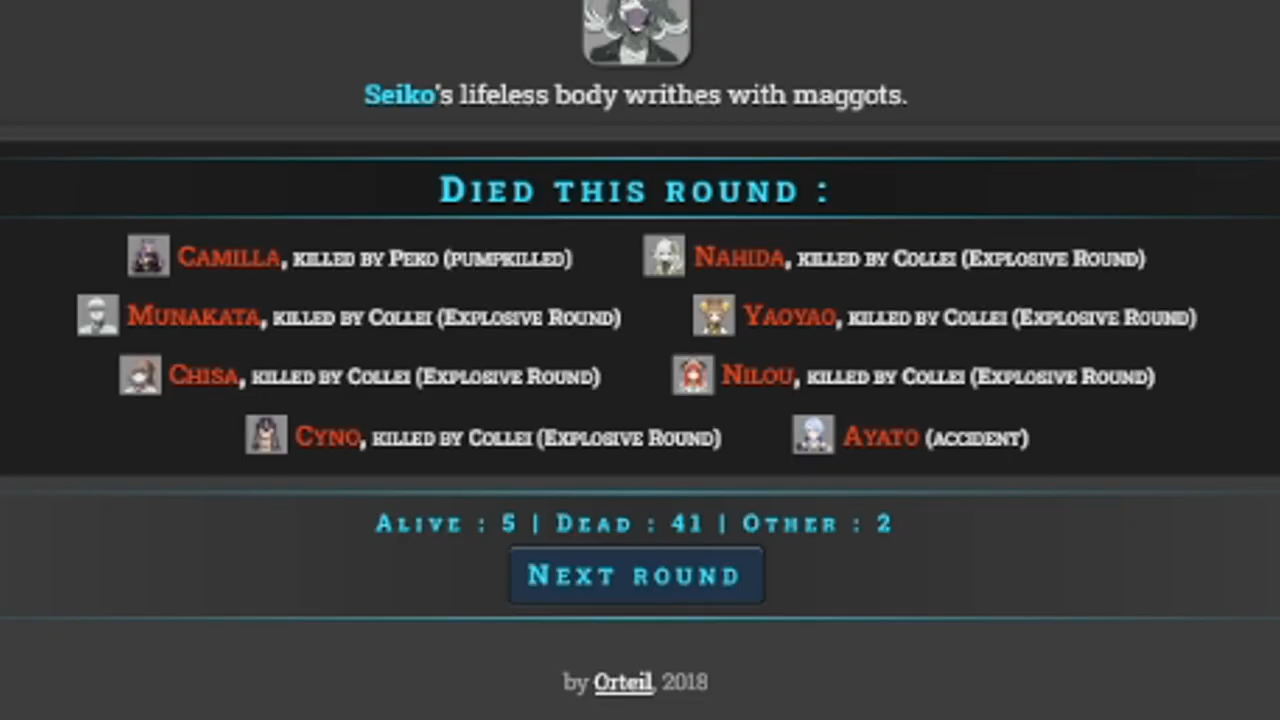 Seiko's lifeless body writhes with maggots.
Died this round :
Camilla, killed by Peko (pumpkilled) Nahida, killed by Collei (Explosive Round)
Munakata, killed by Collei (Explosive Round) Yaoyao, killed by Collei (Explosive Round)
Chisa, killed by Collei (Explosive Round) Nilou, killed by Collei (Explosive Round)
Cyno, killed by Collei (Explosive Round) Ayato (accident)
Alive : 5 | Dead : 41 | Other : 2
Next round
by Orteil, 2018